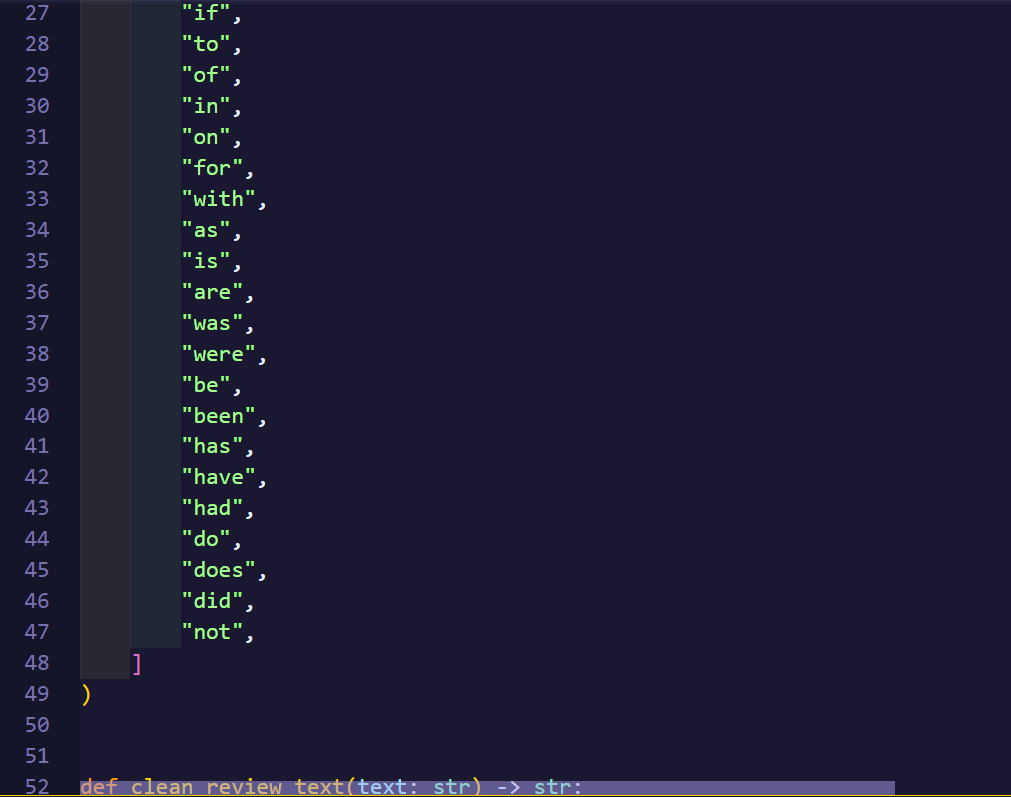 27 "if",
28 "to",
29 "of",
30 "in",
31 "on",
32 "for",
33 "with",
34 "as",
35 "is",
36 "are",
37 "was",
38 "were",
39 "be",
40 "been",
41 "has",
42 "have",
43 "had",
44 "do",
45 "does",
46 "did",
47 "not",
48 ]
49 )
50
51
52 def clean_review_text(text: str) -> str: